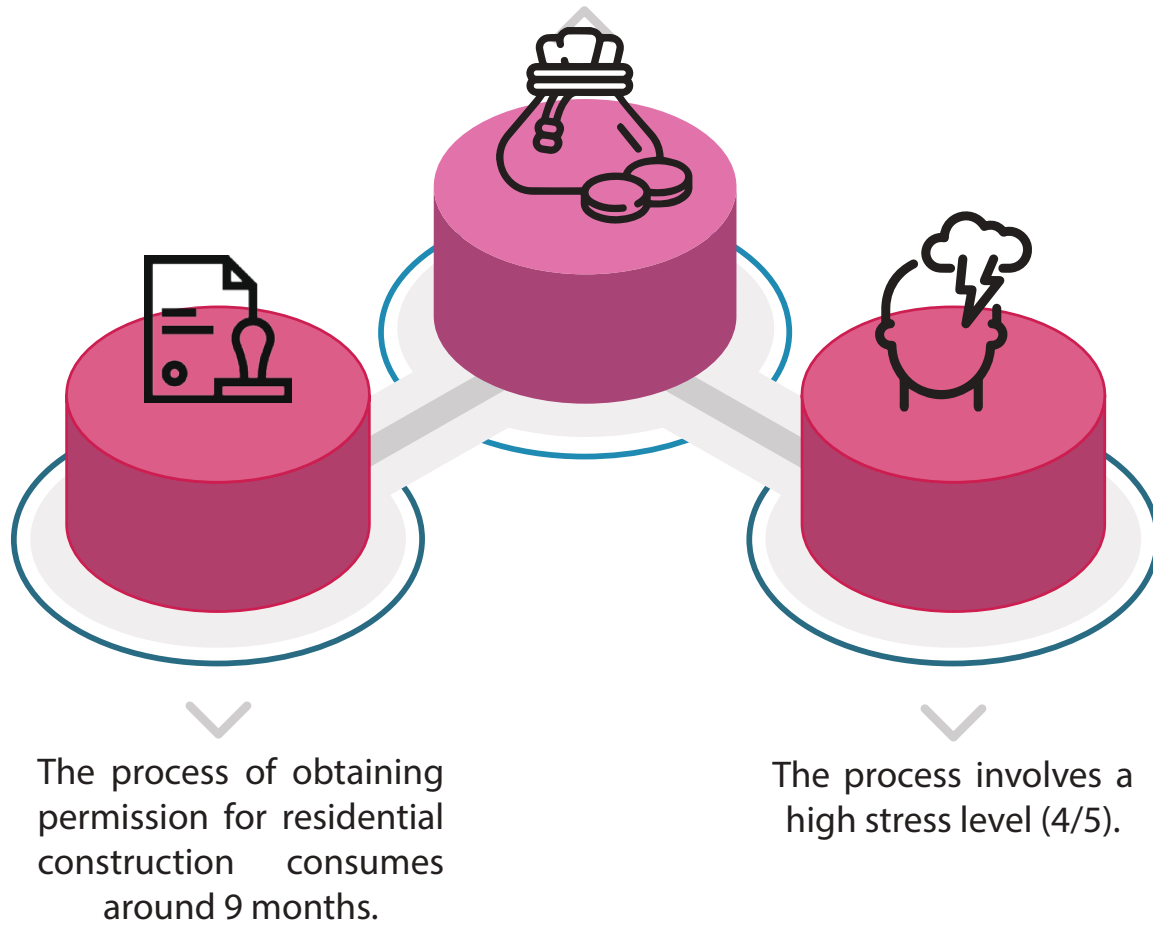 The process of obtaining
permission for residential
construction consumes
around 9 months.
The process involves a
high stress level (4/5).